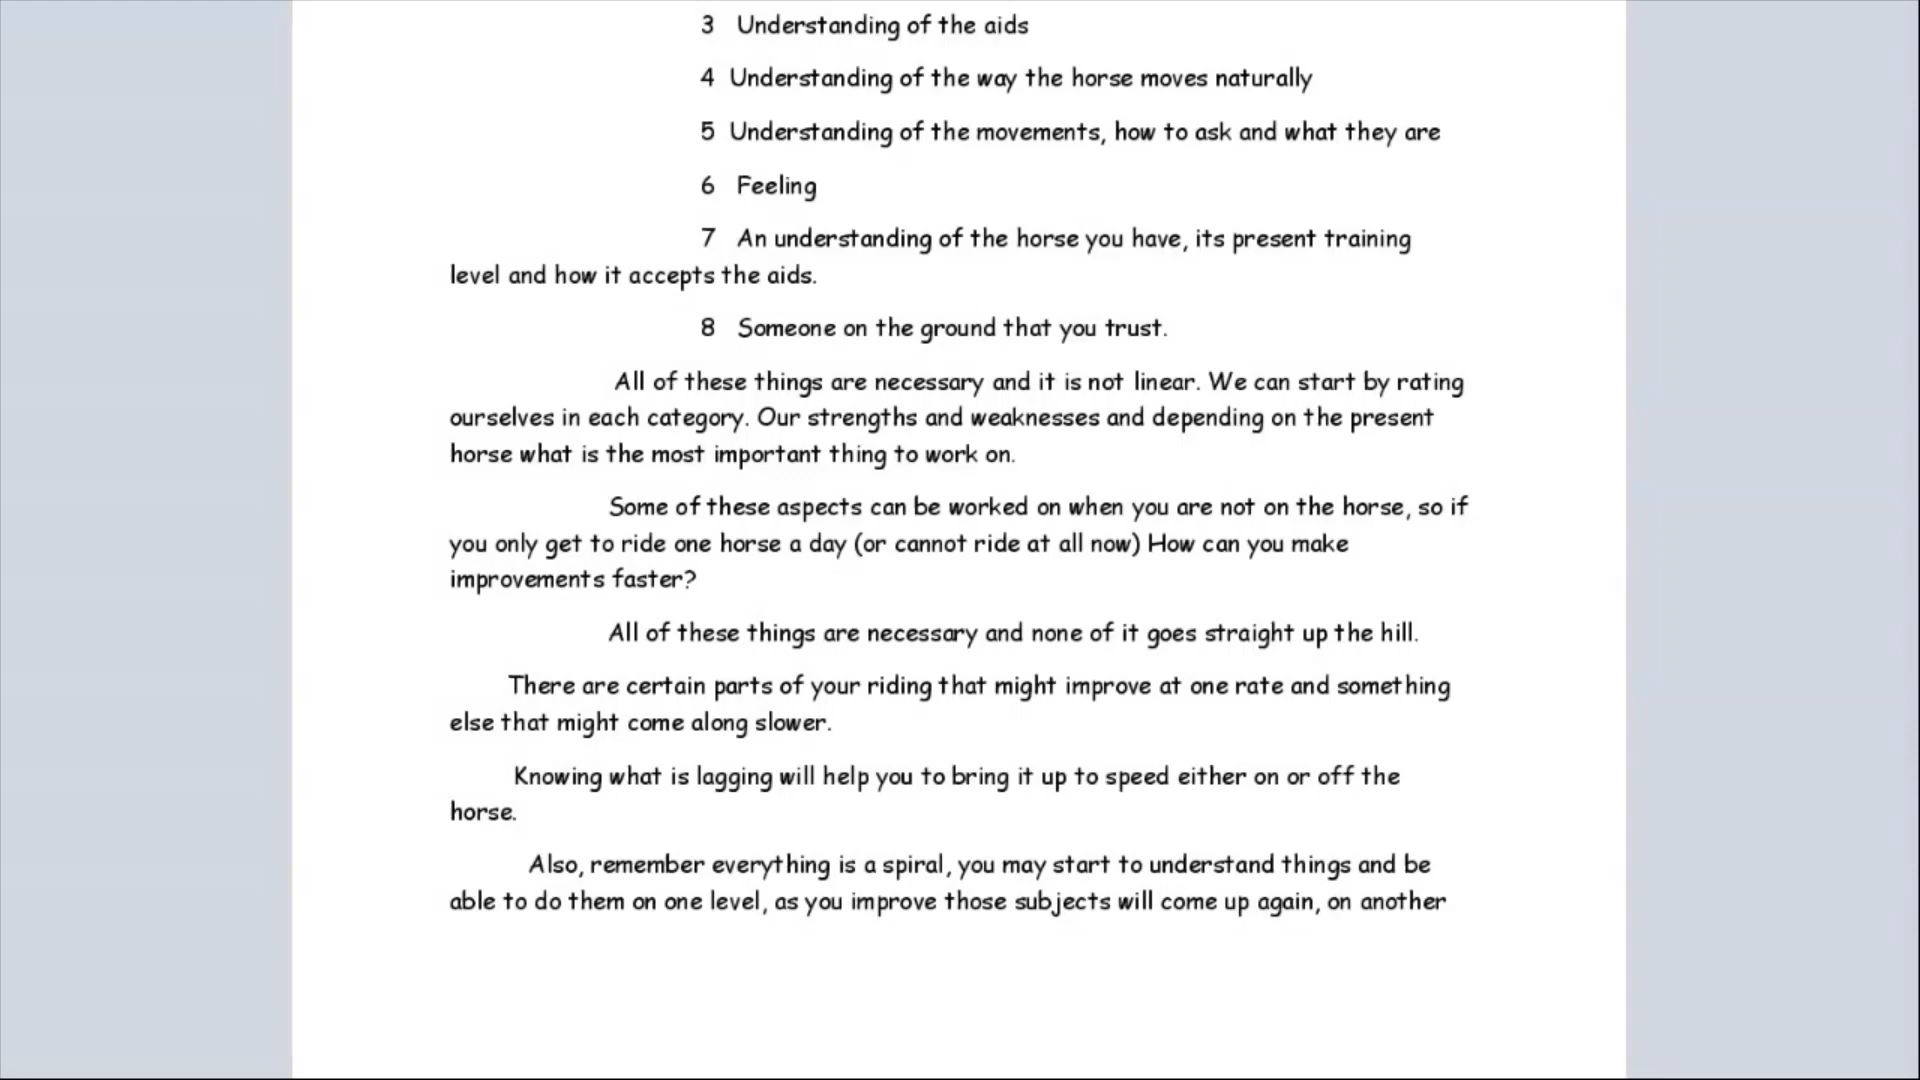 3 Understanding of the aids
4 Understanding of the way the horse moves naturally
5 Understanding of the movements, how to ask and what they are
6 Feeling
7 An understanding of the horse you have, its present training
level and how it accepts the aids.
8 Someone on the ground that you trust.
All of these things are necessary and it is not linear. We can start by rating
ourselves in each category. Our strengths and weaknesses and depending on the present
horse what is the most important thing to work on.
Some of these aspects can be worked on when you are not on the horse, so if
you only get to ride one horse a day (or cannot ride at all now) How can you make
improvements faster?
All of these things are necessary and none of it goes straight up the hill.
There are certain parts of your riding that might improve at one rate and something
else that might come along slower.
Knowing what is lagging will help you to bring it up to speed either on or off the
horse.
Also, remember everything is a spiral, you may start to understand things and be
able to do them on one level, as you improve those subjects will come up again, on another